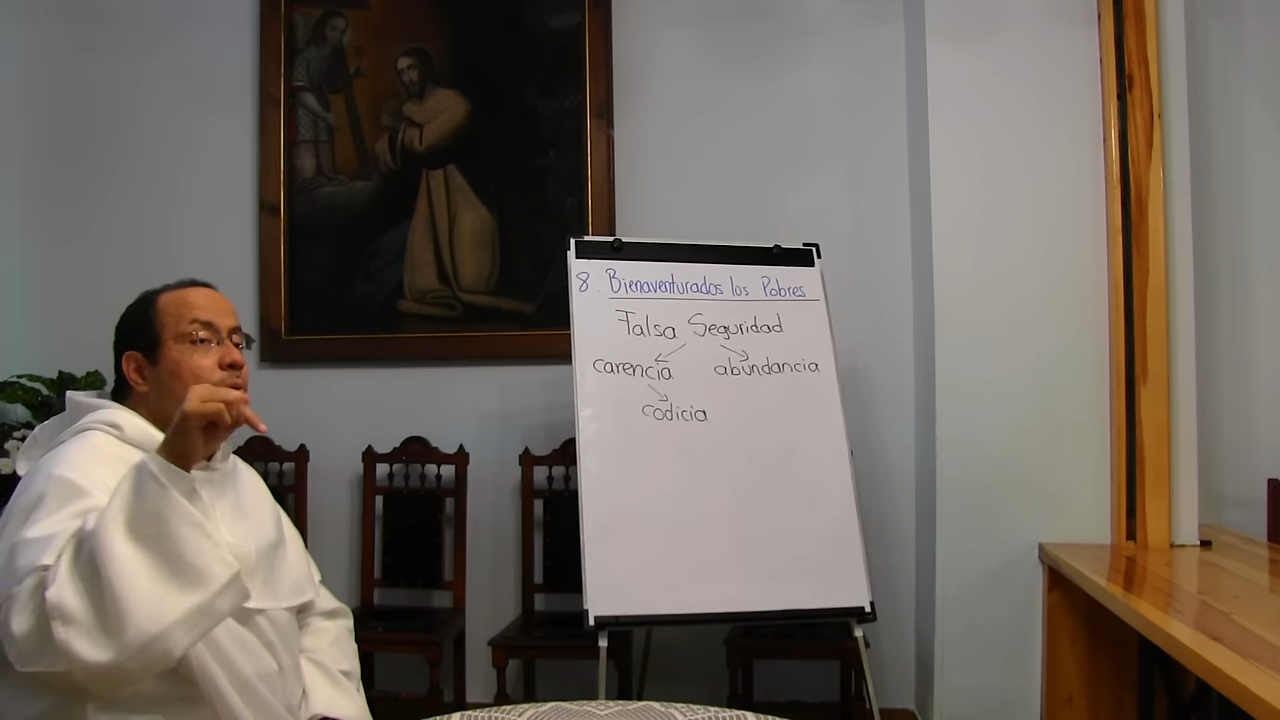 8. Bienaventurados los Pobres
Falsa Seguridad
carencia abundancia
codicia